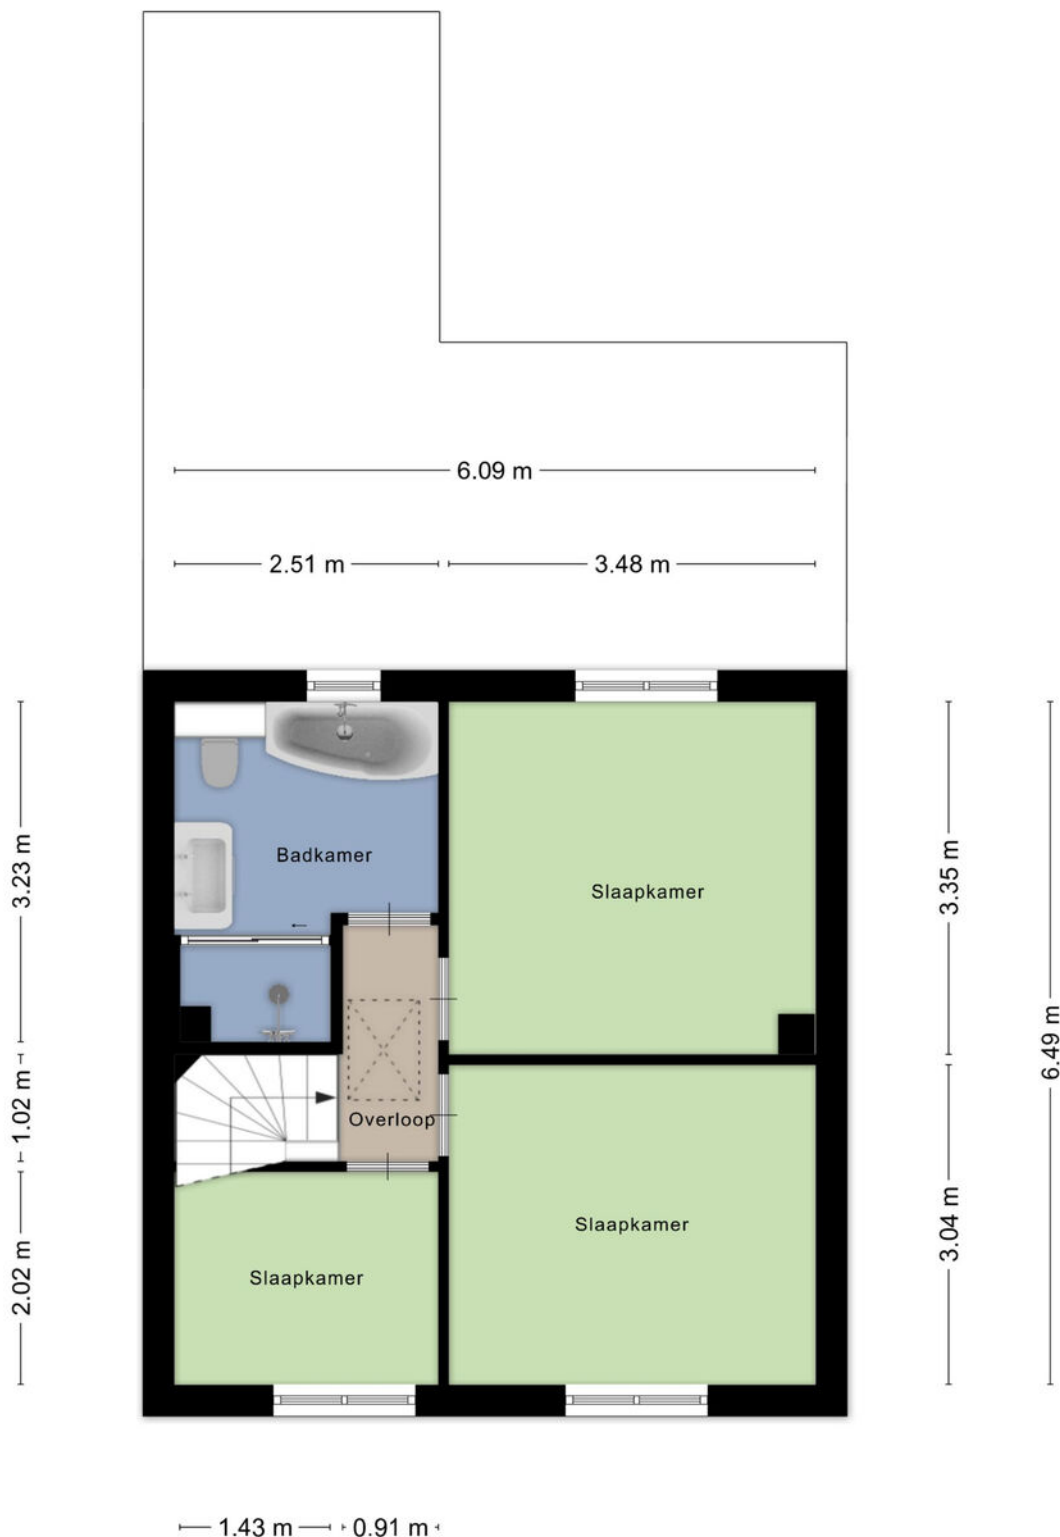 6.09 m
2.51 m
3.48 m
3.23 m
Badkamer
Slaapkamer
3.35 m
6.49 m
1.02 m
Overloop
2.02 m
Slaapkamer
Slaapkamer
3.04 m
1.43 m
0.91 m